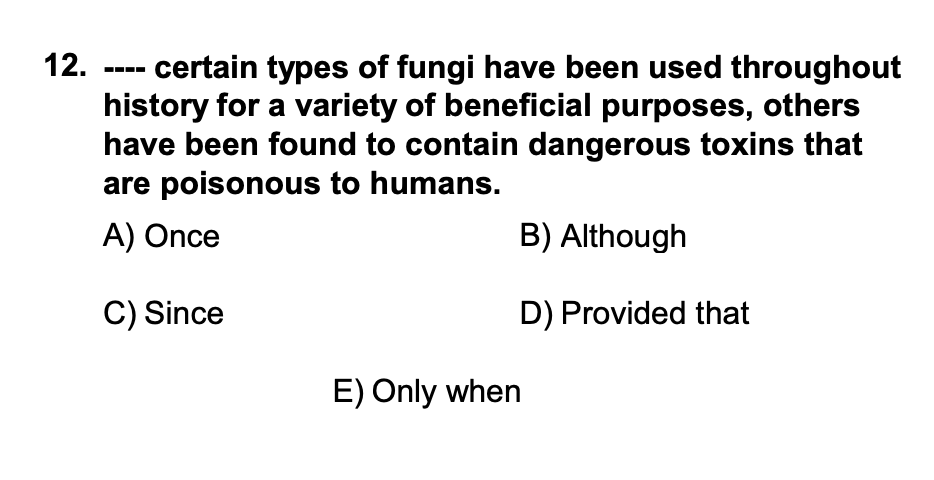 12. ---- certain types of fungi have been used throughout
history for a variety of beneficial purposes, others
have been found to contain dangerous toxins that
are poisonous to humans.
A) Once B) Although
C) Since D) Provided that
E) Only when